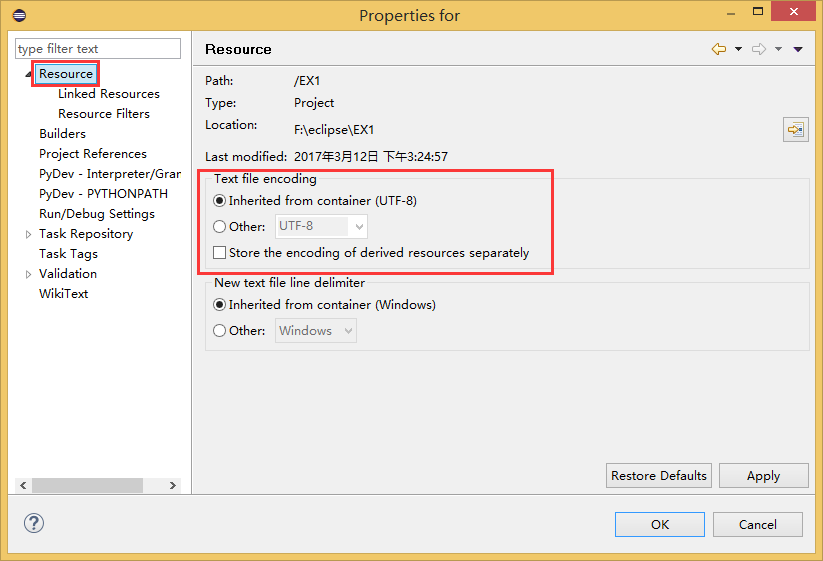 Properties for
type filter text
Resource
Linked Resources
Resource Filters
Builders
Project References
PyDev - Interpreter/Gran
PyDev - PYTHONPATH
Run/Debug Settings
Task Repository
Task Tags
Validation
WikiText
Resource
Path: /EX1
Type: Project
Location: F:\eclipse\EX1
Last modified: 2017年3月12日 下午3:24:57
Text file encoding
Inherited from container (UTF-8)
Other: UTF-8
Store the encoding of derived resources separately
New text file line delimiter
Inherited from container (Windows)
Other: Windows
Restore Defaults Apply
? OK Cancel